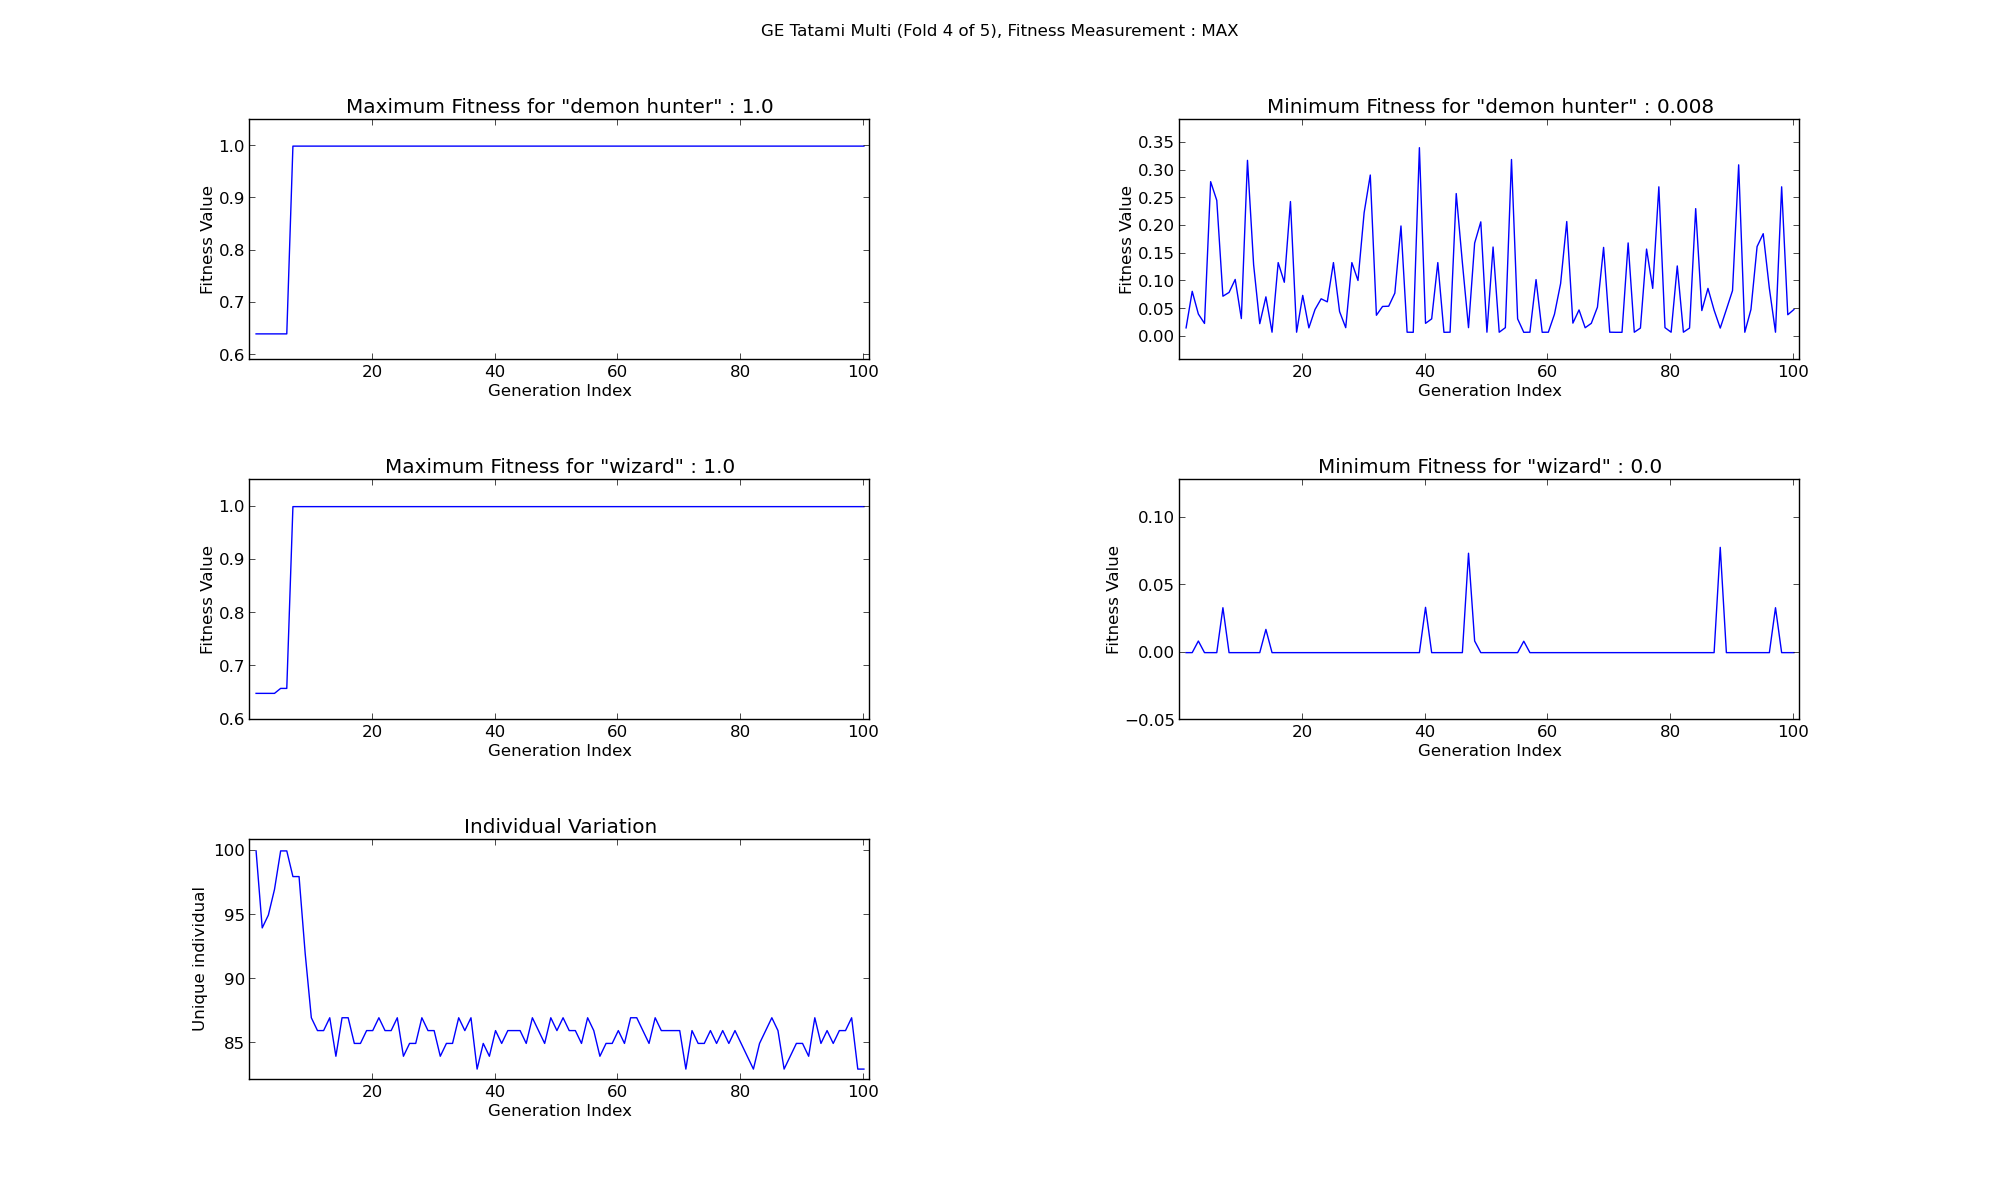 GE Tatami Multi (Fold 4 of 5), Fitness Measurement : MAX
Maximum Fitness for "demon hunter" : 1.0
1.0
0.9
0.8
0.7
0.6
Fitness Value
20 40 60 80 100
Generation Index
Minimum Fitness for "demon hunter" : 0.008
0.35
0.30
0.25
0.20
0.15
0.10
0.05
0.00
Fitness Value
20 40 60 80 100
Generation Index
Maximum Fitness for "wizard" : 1.0
1.0
0.9
0.8
0.7
0.6
Fitness Value
20 40 60 80 100
Generation Index
Minimum Fitness for "wizard" : 0.0
0.10
0.05
0.00
−0.05
Fitness Value
20 40 60 80 100
Generation Index
Individual Variation
100
95
90
85
Unique individual
20 40 60 80 100
Generation Index